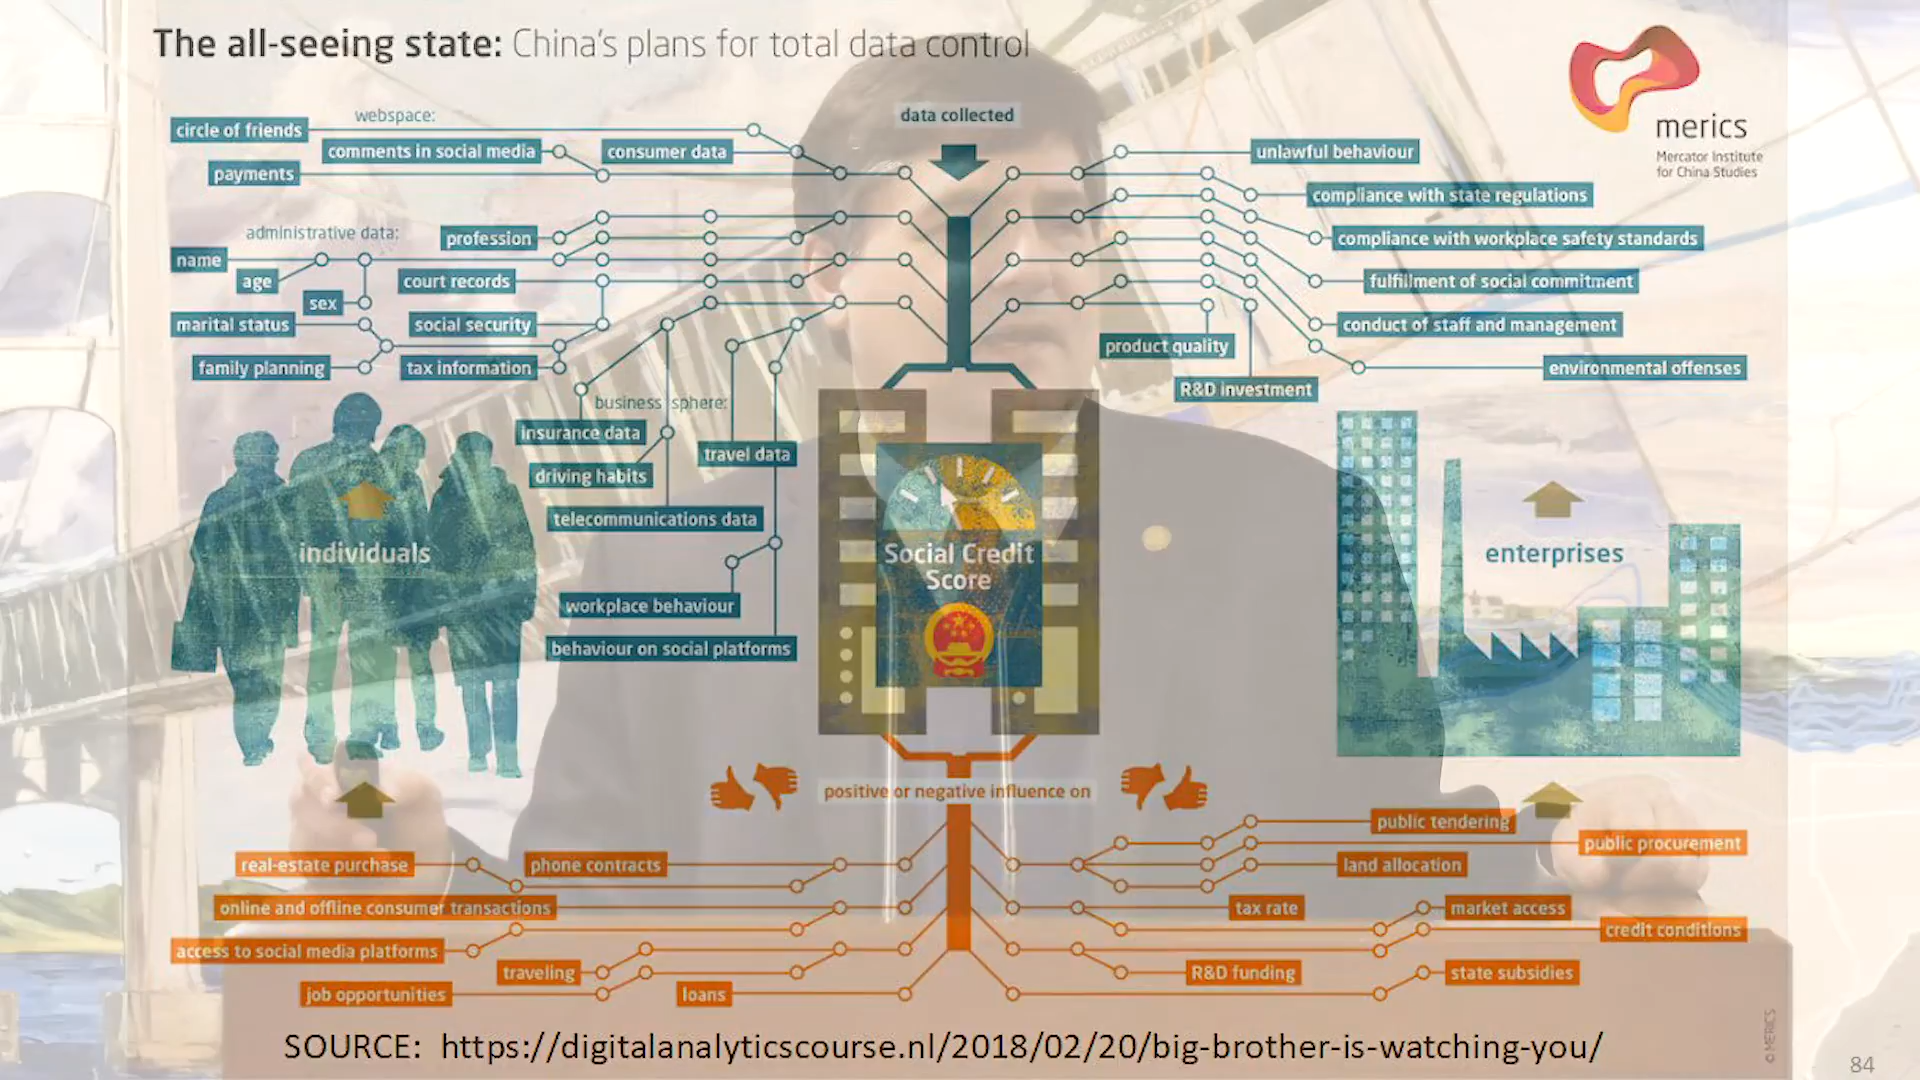 The all-seeing state: China's plans for total data control
merics
Mercator Institute
for China Studies
data collected
webspace:
circle of friends
comments in social media
consumer data
payments
administrative data:
profession
name
age
court records
sex
marital status
social security
family planning
tax information
business sphere:
insurance data
travel data
driving habits
telecommunications data
workplace behaviour
behaviour on social platforms
unlawful behaviour
compliance with state regulations
compliance with workplace safety standards
fulfillment of social commitment
conduct of staff and management
product quality
environmental offenses
R&D investment
individuals
Social Credit
Score
enterprises
positive or negative influence on
real-estate purchase
phone contracts
online and offline consumer transactions
access to social media platforms
traveling
job opportunities
loans
public tendering
public procurement
land allocation
tax rate
market access
credit conditions
R&D funding
state subsidies
© MERICS
SOURCE: https://digitalanalyticscourse.nl/2018/02/20/big-brother-is-watching-you/
84